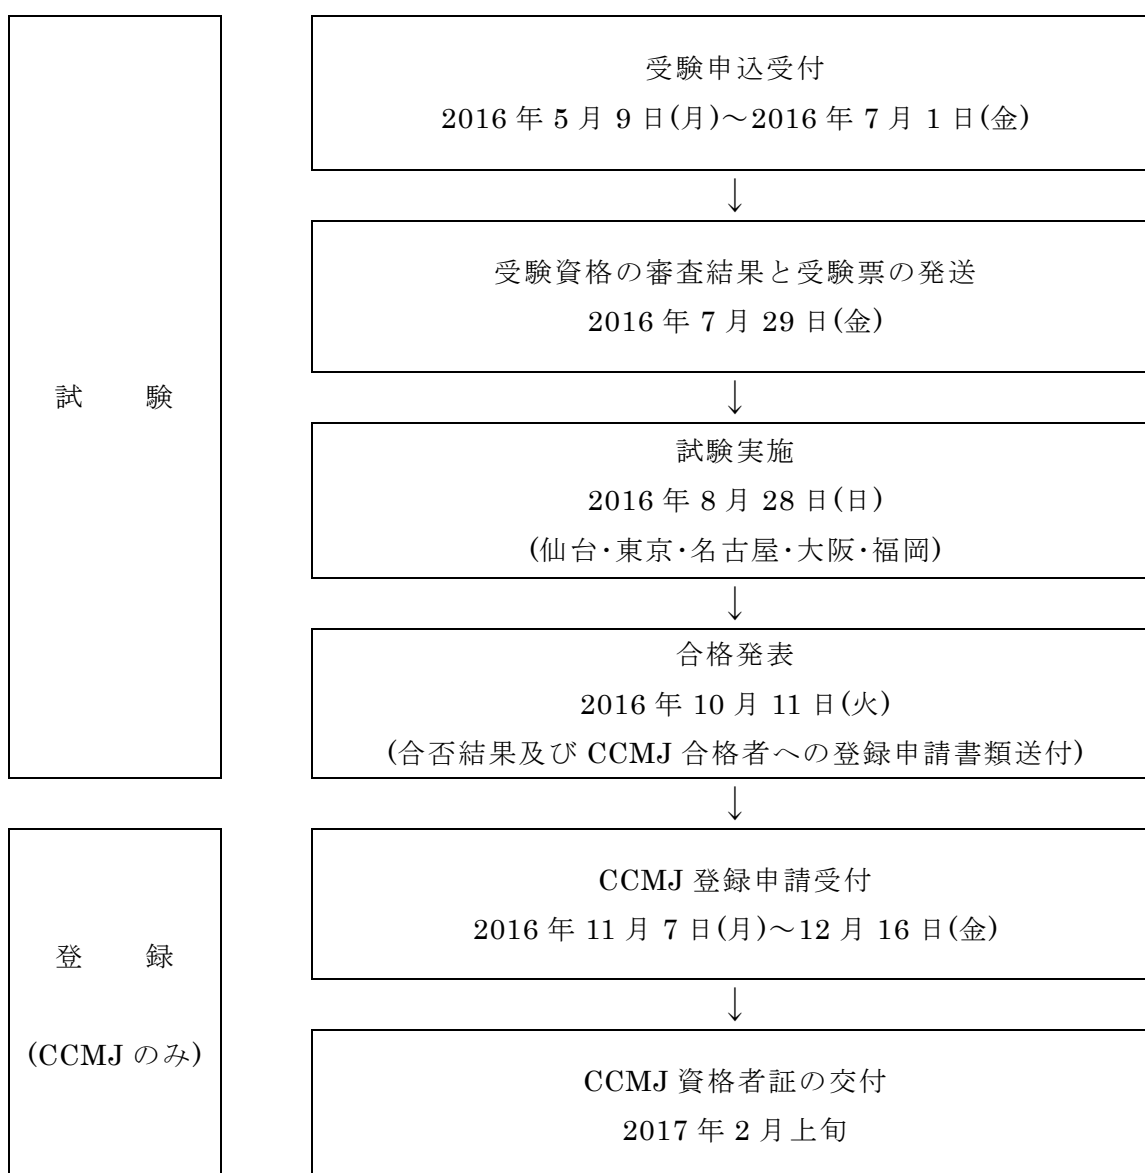 試 験
受験申込受付
2016 年 5 月 9 日(月)～2016 年 7 月 1 日(金)
↓
受験資格の審査結果と受験票の発送
2016 年 7 月 29 日(金)
↓
試験実施
2016 年 8 月 28 日(日)
(仙台･東京･名古屋･大阪･福岡)
↓
合格発表
2016 年 10 月 11 日(火)
(合否結果及び CCMJ 合格者への登録申請書類送付)
↓
登 録
(CCMJ のみ)
CCMJ 登録申請受付
2016 年 11 月 7 日(月)～12 月 16 日(金)
↓
CCMJ 資格者証の交付
2017 年 2 月上旬